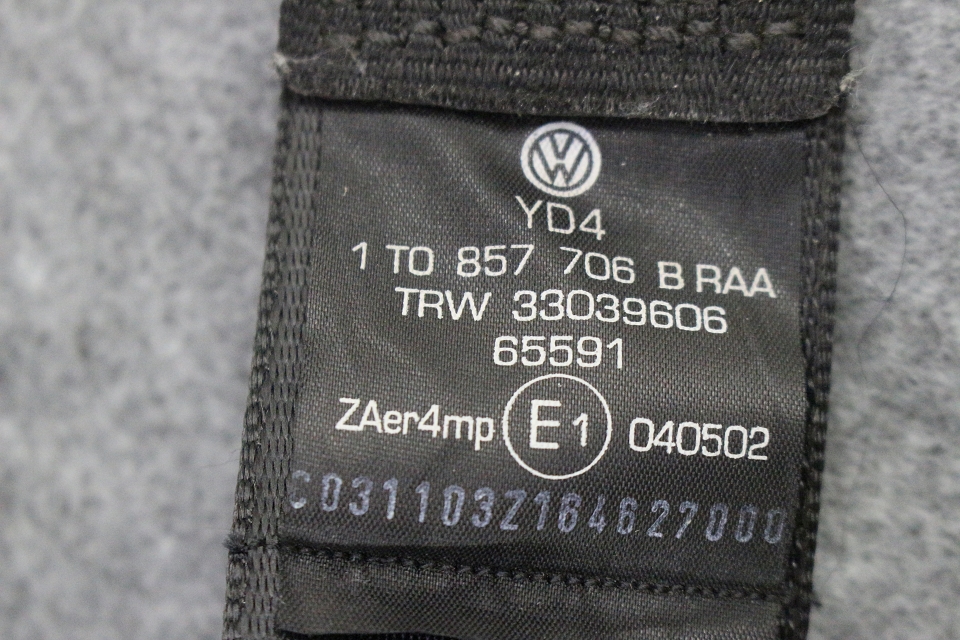 YD4
1 T0 857 706 B RAA
TRW 33039606
65591
ZAer4mp E1 040502
C031103Z164627000